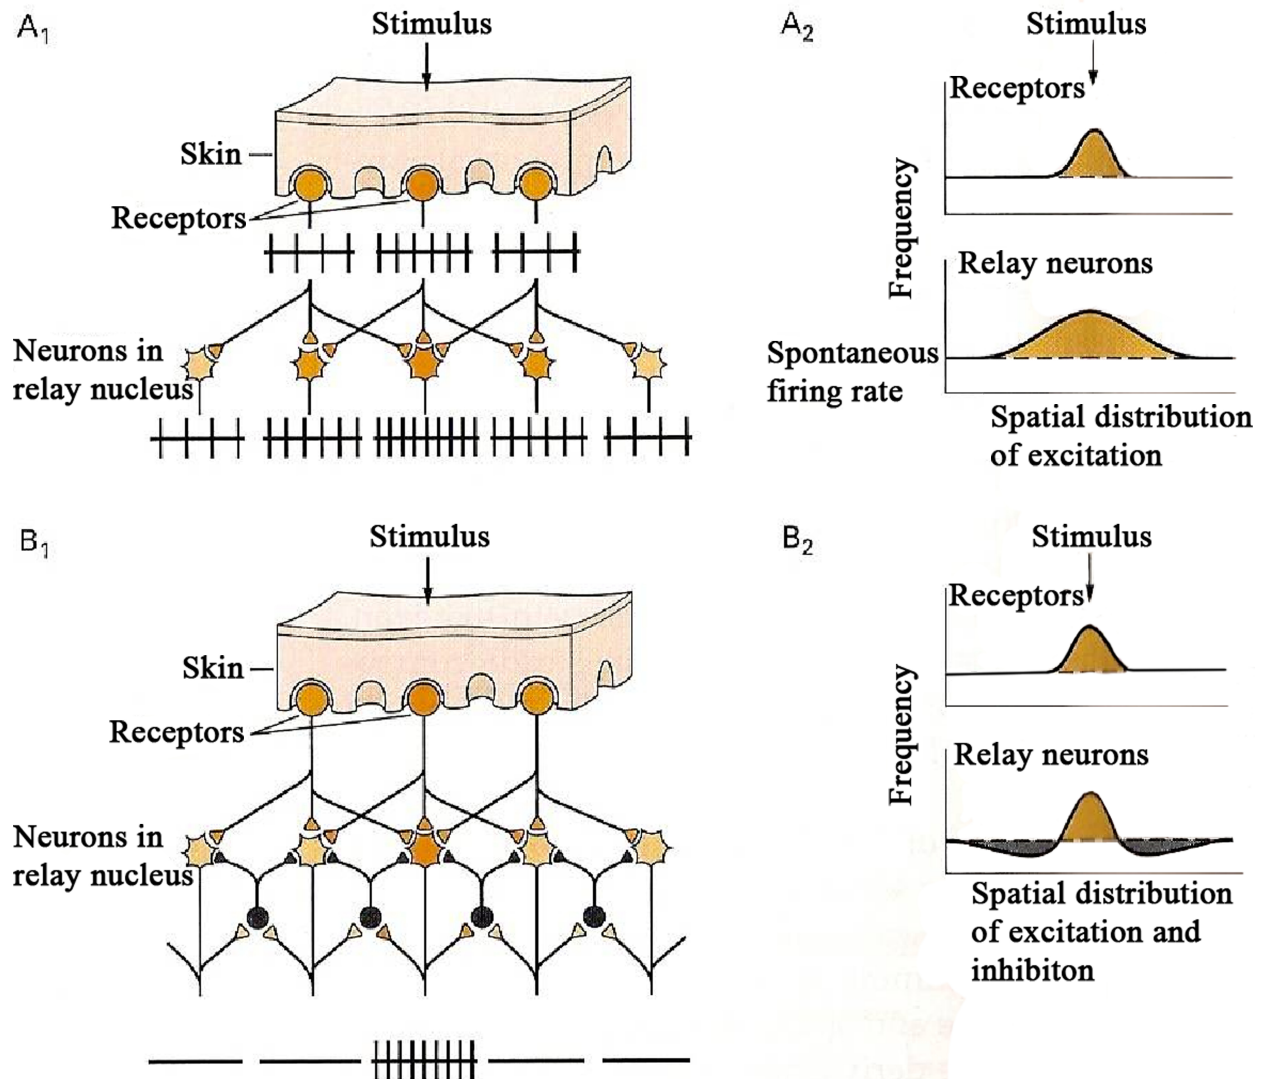 A1
Stimulus
Skin
Receptors
Neurons in
relay nucleus
A2
Stimulus
Receptors
Frequency
Relay neurons
Spontaneous
firing rate
Spatial distribution
of excitation
B1
Stimulus
Skin
Receptors
Neurons in
relay nucleus
B2
Stimulus
Receptors
Frequency
Relay neurons
Spatial distribution
of excitation and
inhibiton